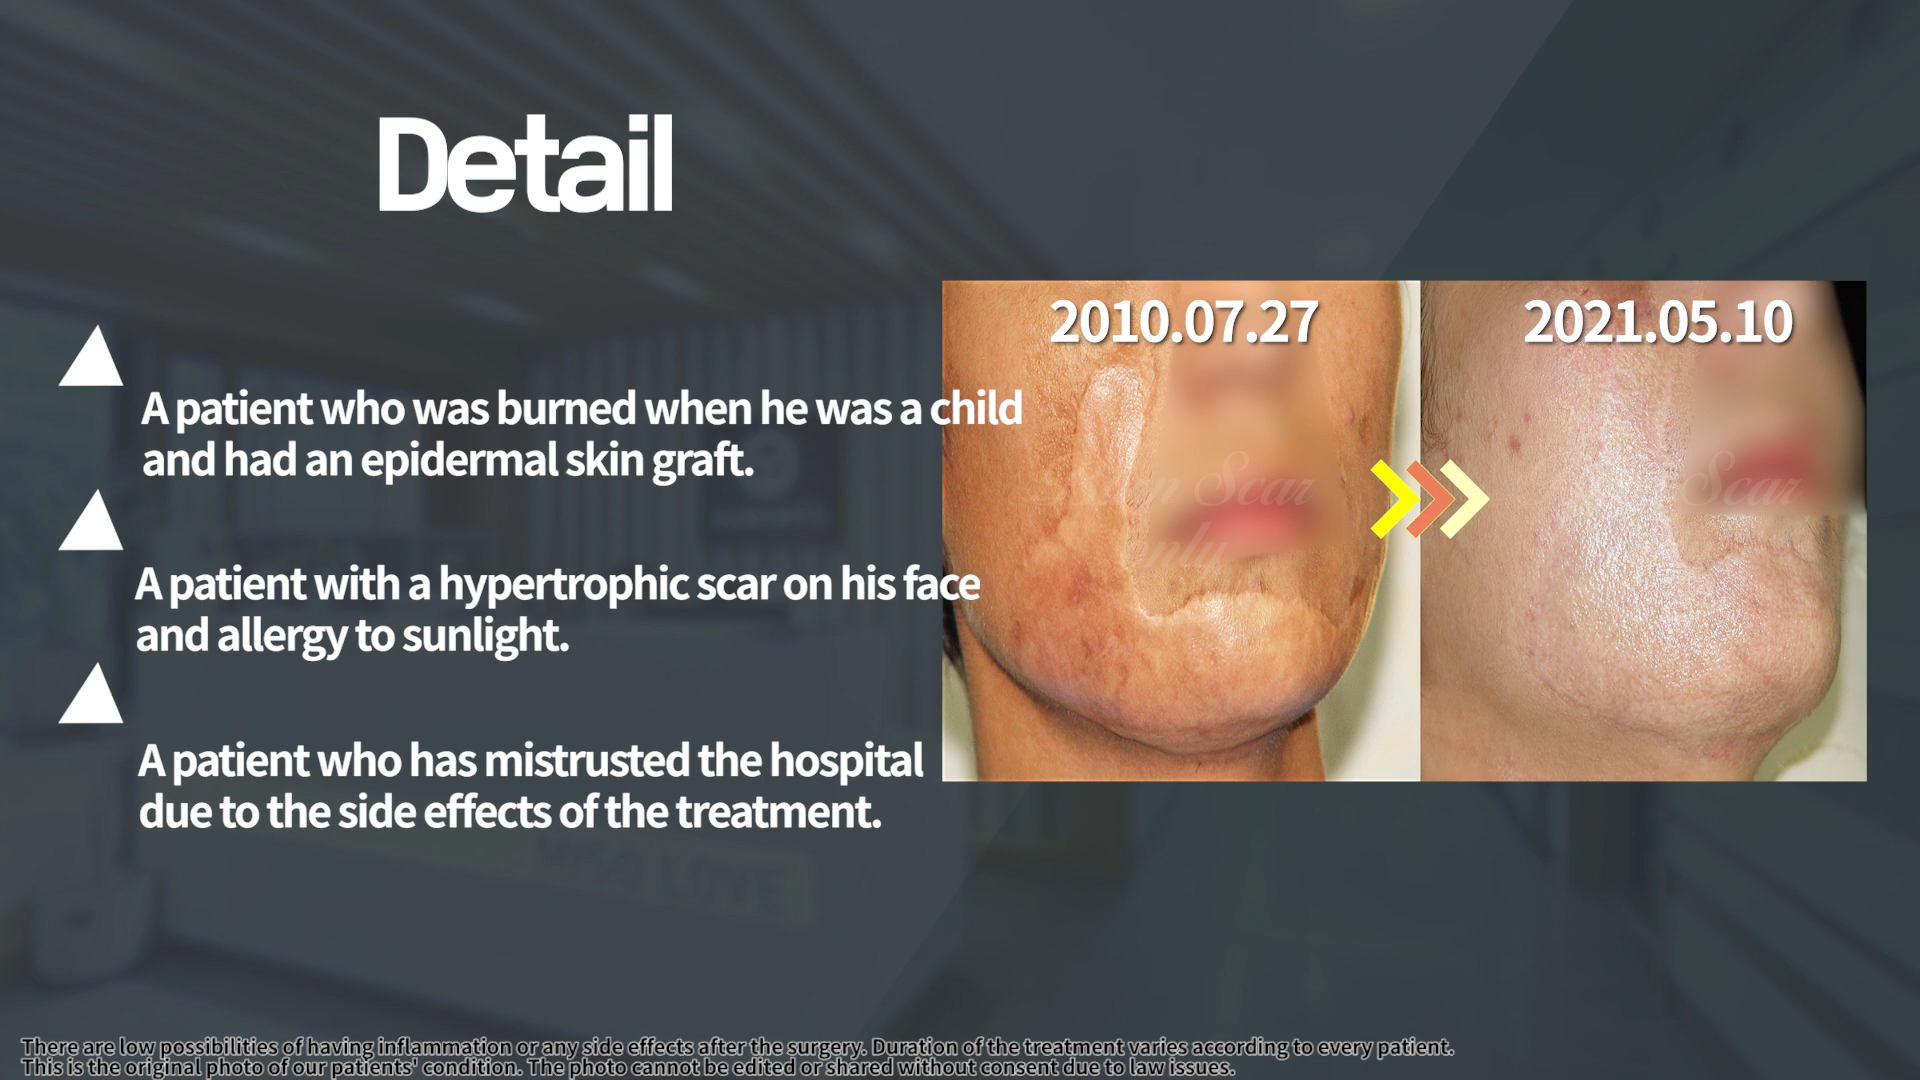 Detail
A patient who was burned when he was a child
and had an epidermal skin graft.
A patient with a hypertrophic scar on his face
and allergy to sunlight.
A patient who has mistrusted the hospital
due to the side effects of the treatment.
2010.07.27
2021.05.10
Scar
only
Scar
There are low possibilities of having inflammation or any side effects after the surgery. Duration of the treatment varies according to every patient.
This is the original photo of our patients' condition. The photo cannot be edited or shared without consent due to law issues.